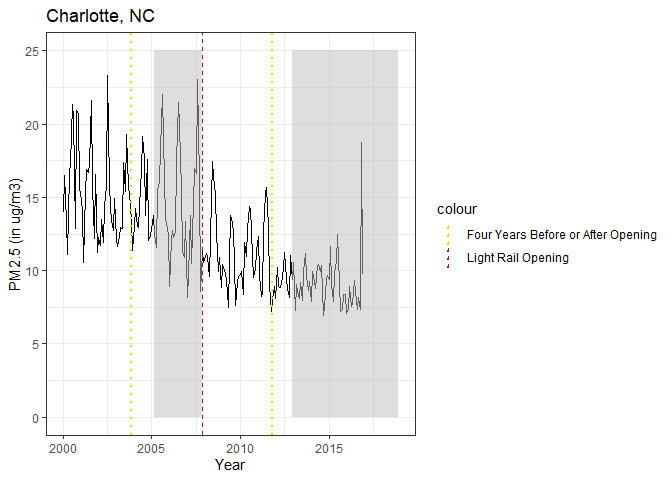 Charlotte, NC
25
20
15
10
5
0
PM2.5 (in ug/m3)
2000 2005 2010 2015
Year
colour
Four Years Before or After Opening
Light Rail Opening